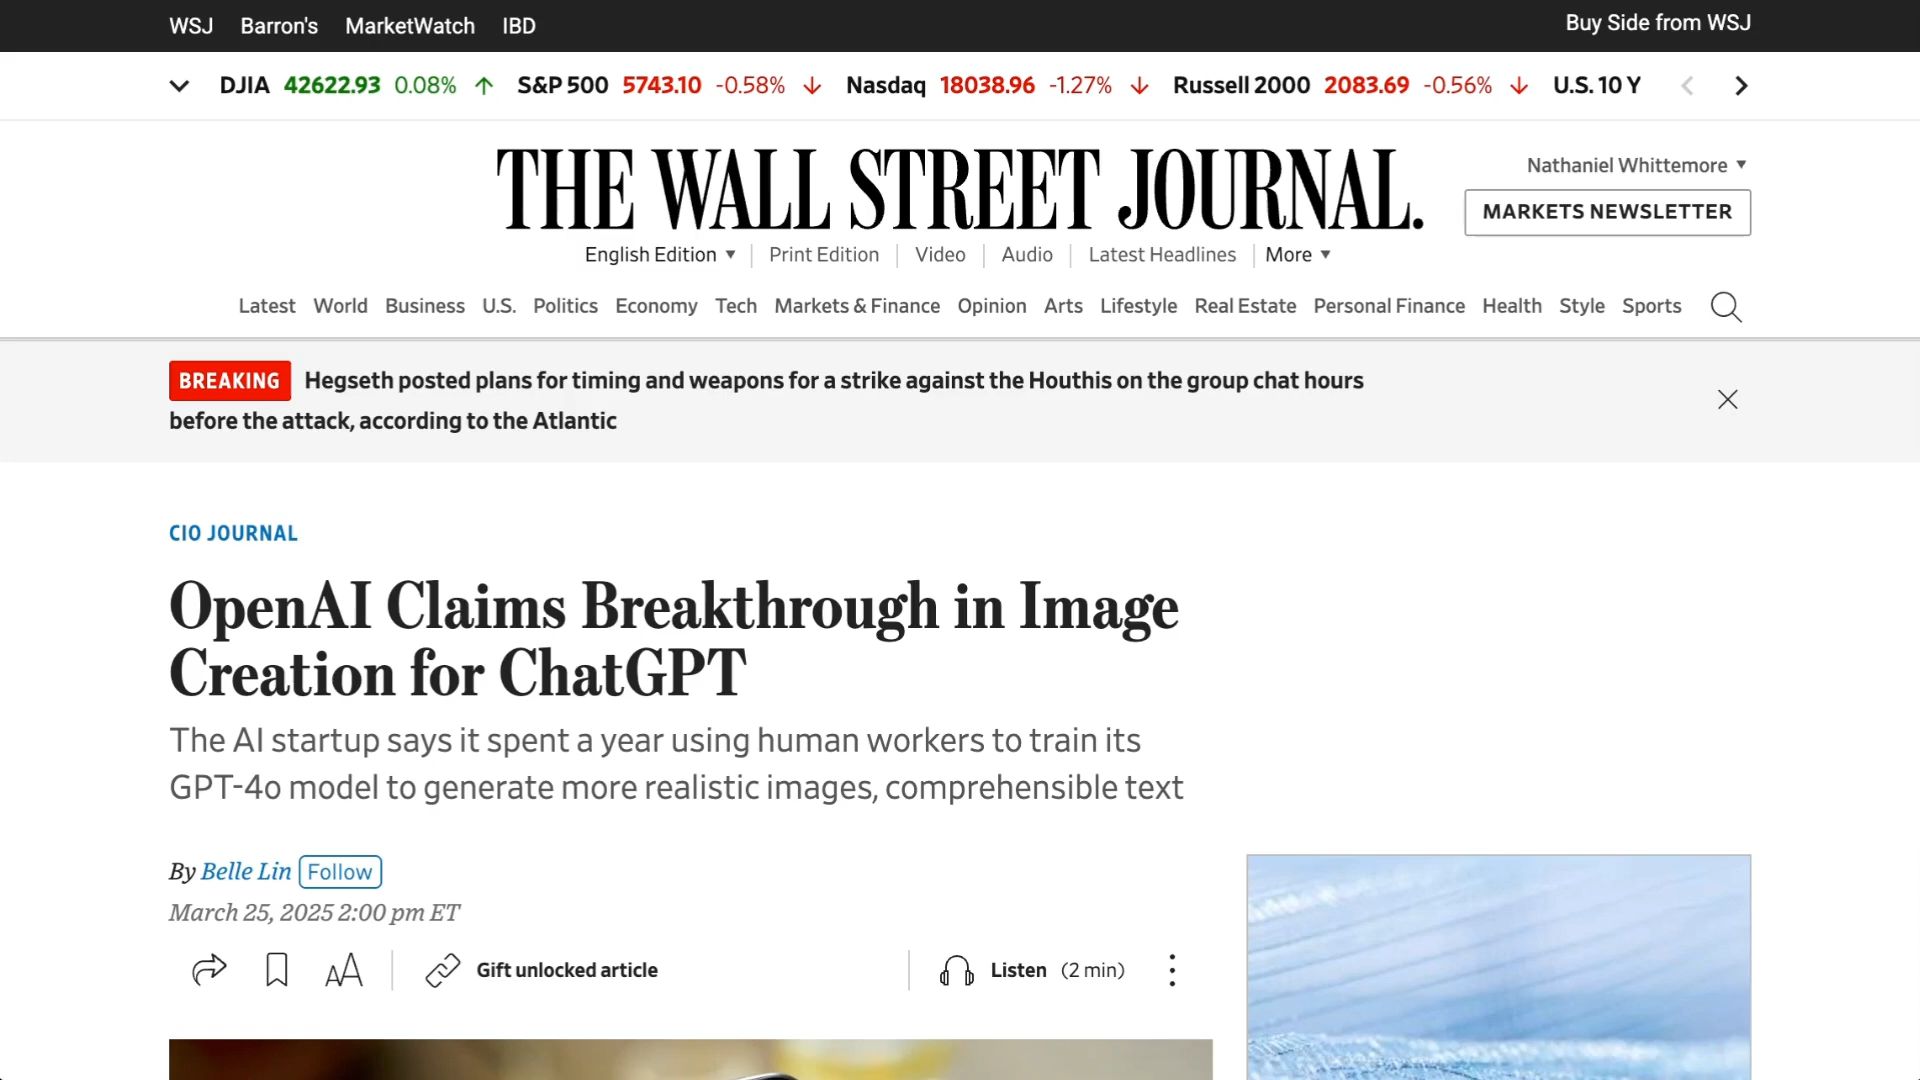 WSJ Barron's MarketWatch IBD Buy Side from WSJ
DJIA 42622.93 0.08% S&P 500 5743.10 -0.58% Nasdaq 18038.96 -1.27% Russell 2000 2083.69 -0.56% U.S. 10 Y
THE WALL STREET JOURNAL.
Nathaniel Whittemore
MARKETS NEWSLETTER
English Edition Print Edition Video Audio Latest Headlines More
Latest World Business U.S. Politics Economy Tech Markets & Finance Opinion Arts Lifestyle Real Estate Personal Finance Health Style Sports
BREAKING Hegseth posted plans for timing and weapons for a strike against the Houthis on the group chat hours
before the attack, according to the Atlantic
CIO JOURNAL
OpenAI Claims Breakthrough in Image
Creation for ChatGPT
The AI startup says it spent a year using human workers to train its
GPT-4o model to generate more realistic images, comprehensible text
By Belle Lin Follow
March 25, 2025 2:00 pm ET
AA Gift unlocked article Listen (2 min)